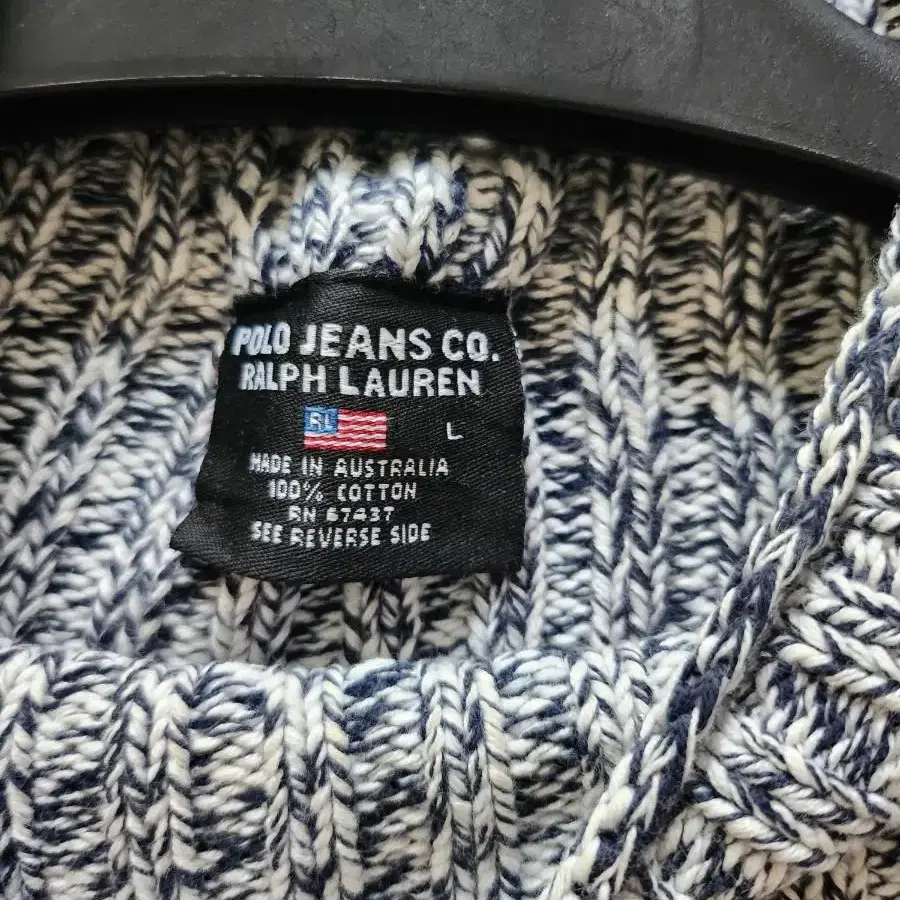 POLO JEANS CO.
RALPH LAUREN
RL
L
MADE IN AUSTRALIA
100% COTTON
RN 67437
SEE REVERSE SIDE